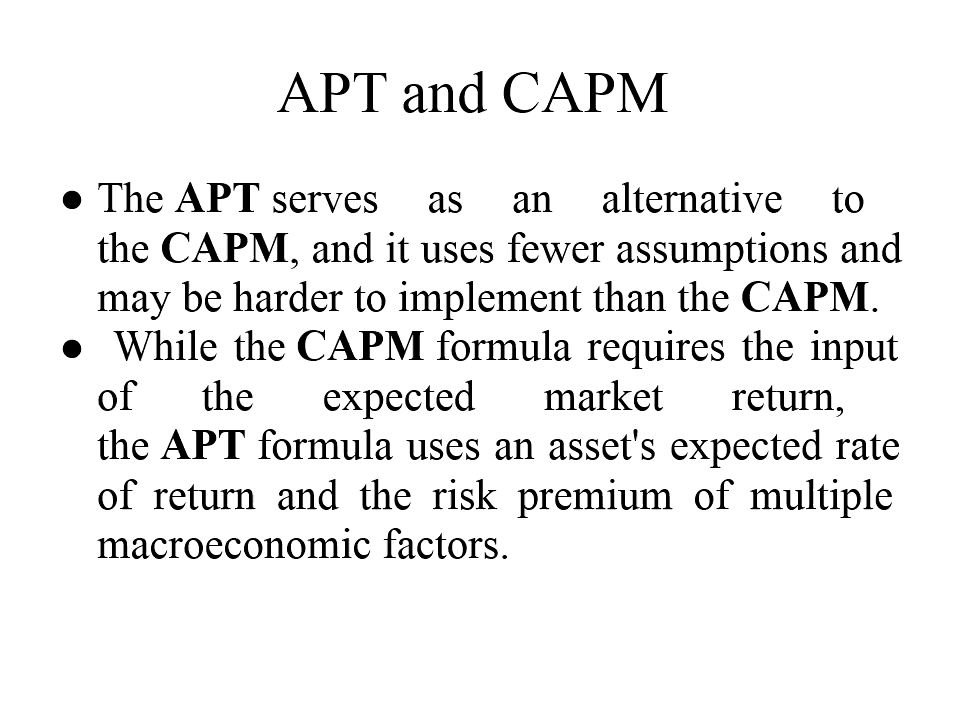 APT and CAPM
● The APT serves as an alternative to
the CAPM, and it uses fewer assumptions and
may be harder to implement than the CAPM.
● While the CAPM formula requires the input
of the expected market return,
the APT formula uses an asset's expected rate
of return and the risk premium of multiple
macroeconomic factors.